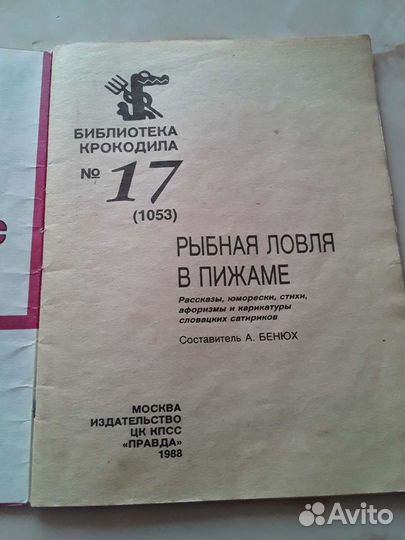 БИБЛИОТЕКА
КРОКОДИЛА
№ 17
(1053)
РЫБНАЯ ЛОВЛЯ
В ПИЖАМЕ
Рассказы, юморески, стихи,
афоризмы и карикатуры
словацких сатириков
Составитель А. БЕНЮХ
МОСКВА
ИЗДАТЕЛЬСТВО
ЦК КПСС
«ПРАВДА»
1988
С
Avito